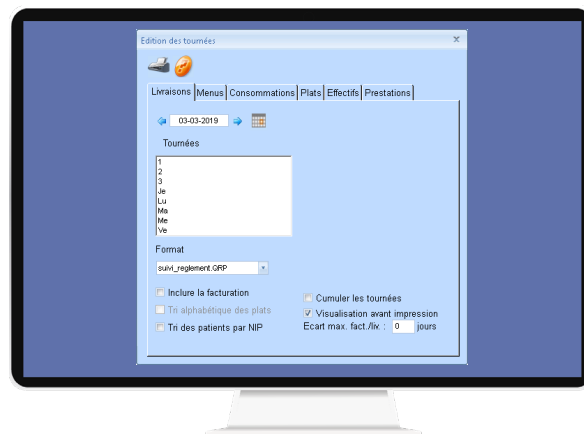 Edition des tournées
Livraisons Menus Consommations Plats Effectifs Prestations
03-03-2019
Tournées
1
2
3
Je
Lu
Ma
Me
Ve
Format
suivi_reglement.QRP
Inclure la facturation
Tri alphabétique des plats
Tri des patients par NIP
Cumuler les tournées
Visualisation avant impression
Ecart max. fact./liv. : 0 jours